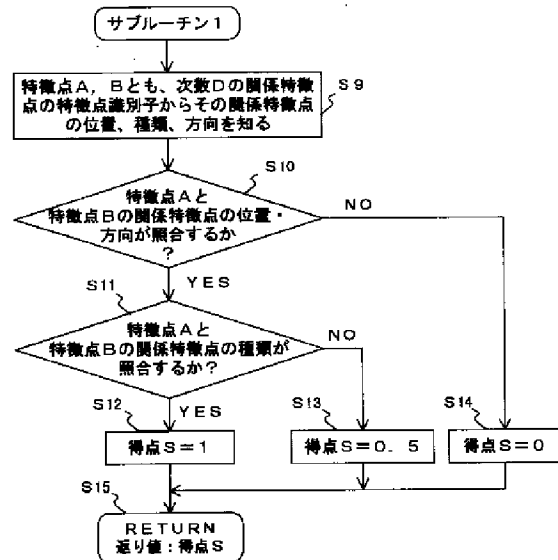 サブルーチン1
特徴点A,Bとも、次数Dの関係特徴
点の特徴点識別子からその関係特徴点
の位置、種類、方向を知る
S9
S10
特徴点Aと
特徴点Bの関係特徴点の位置・
方向が照合するか
?
NO
YES
S11
特徴点Aと
特徴点Bの関係特徴点の種類が
照合するか?
NO
YES
S12
得点S=1
S13
得点S=0.5
S14
得点S=0
S15
RETURN
返り値:得点S